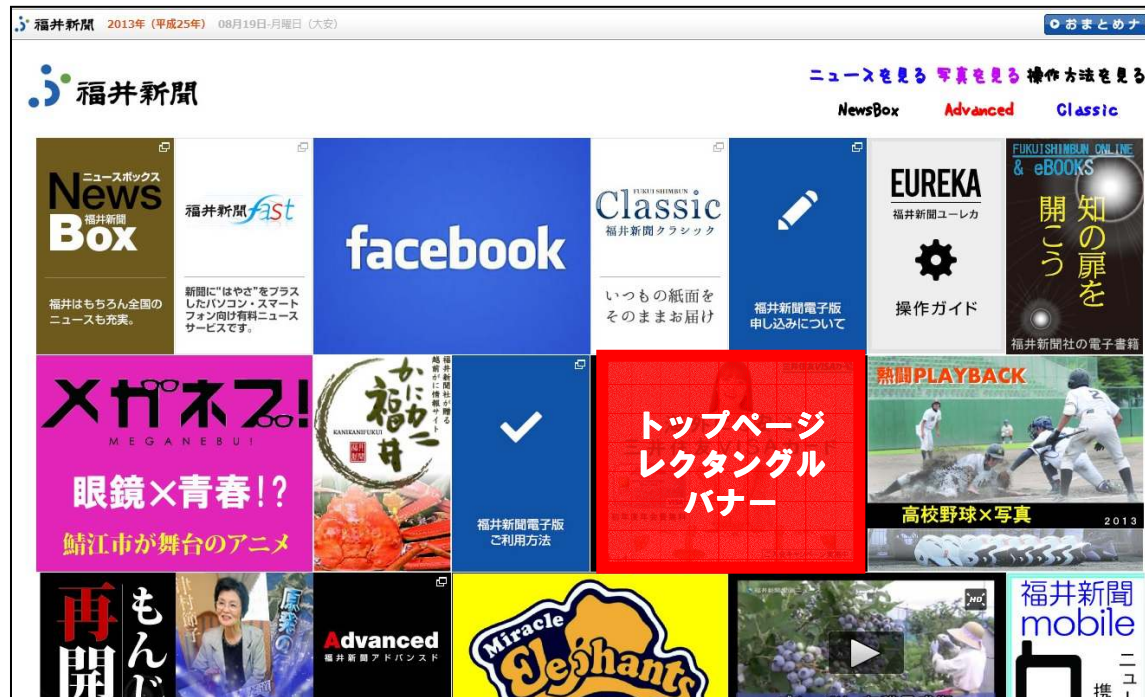 福井新聞 2013年（平成25年） 08月19日-月曜日（大安）
おまとめナ
福井新聞
ニュースを見る 写真を見る 操作方法を見る
NewsBox Advanced Classic
ニュースボックス
News
福井新聞
Box
福井はもちろん全国の
ニュースも充実。
福井新聞fast
新聞に“はやさ”をプラス
したパソコン・スマート
フォン向け有料ニュース
サービスです。
facebook
FUKUI SHIMBUN
Classic
福井新聞クラシック
いつもの紙面を
そのままお届け
福井新聞電子版
申し込みについて
EUREKA
福井新聞ユーレカ
操作ガイド
FUKUISHIMBUN ONLINE
& eBOOKS
知の扉を
開こう
福井新聞社の電子書籍
メガネブ!
MEGANEBU!
眼鏡×青春!?
鯖江市が舞台のアニメ
福井新聞社が贈る
越前がに情報サイト
かにカニ
福井
KANIKANIFUKUI
福井新聞電子版
ご利用方法
トップページ
レクタングル
バナー
熱闘PLAYBACK
高校野球×写真
2013
再開
もんじ
津村節子
原発の
Advanced
福井新聞アドバンスド
Miracle
Elephants
HD
福井新聞
mobile
ニュー
携